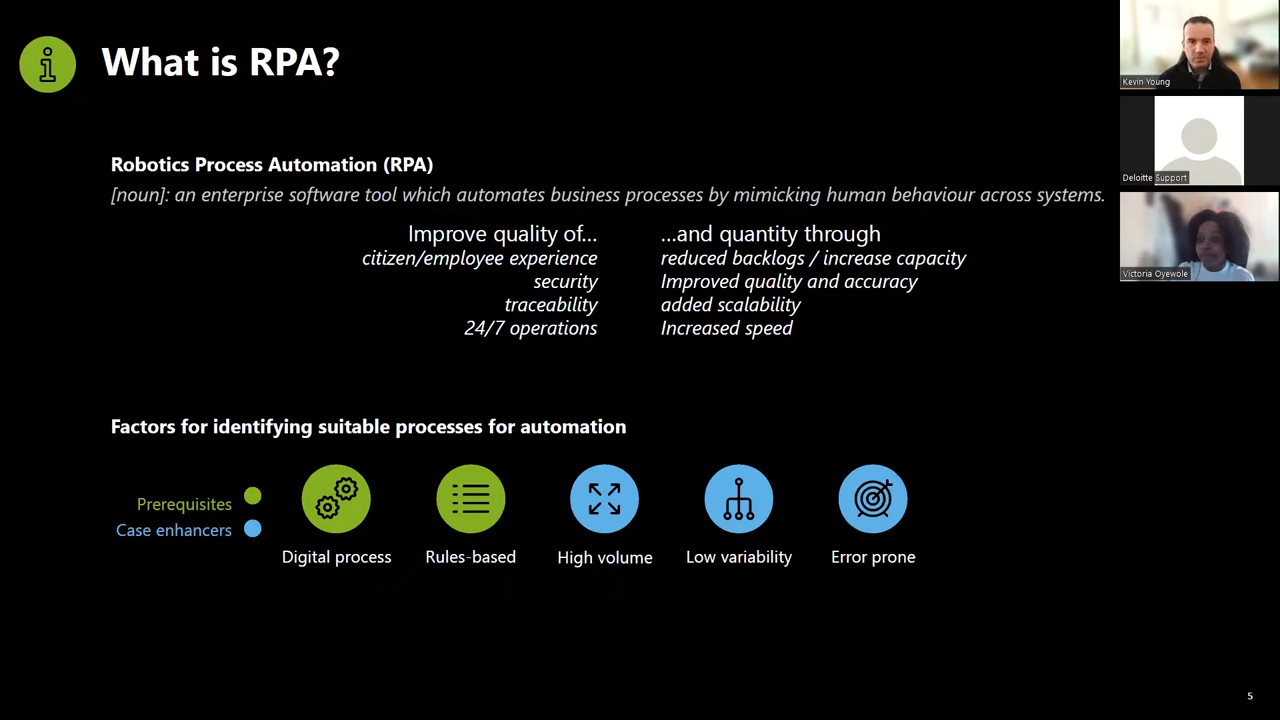 What is RPA?
Robotics Process Automation (RPA)
[noun]: an enterprise software tool which automates business processes by mimicking human behaviour across systems.
Improve quality of...
citizen/employee experience
security
traceability
24/7 operations
...and quantity through
reduced backlogs / increase capacity
Improved quality and accuracy
added scalability
Increased speed
Factors for identifying suitable processes for automation
Prerequisites
Case enhancers
Digital process
Rules-based
High volume
Low variability
Error prone
Kevin Young
Deloitte Support
Victoria Oyewole
5